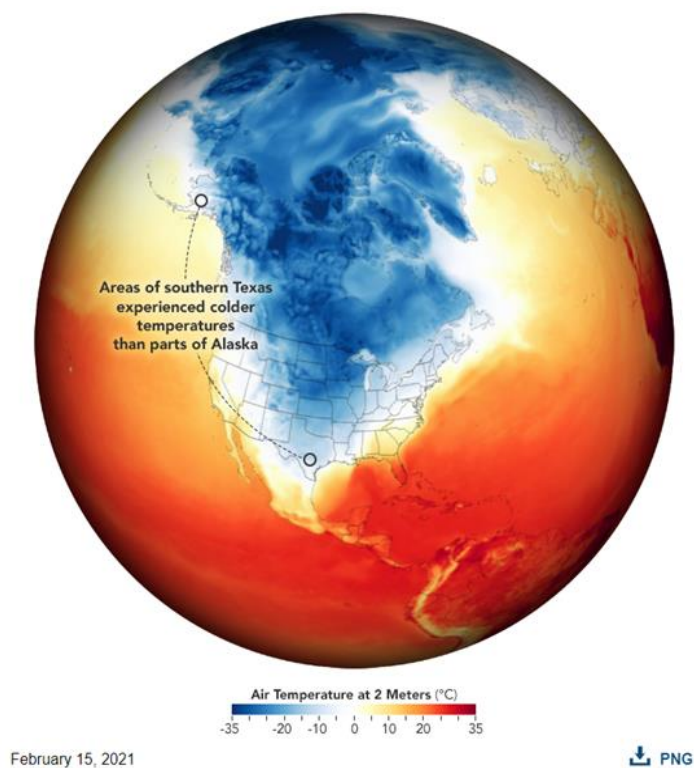 Areas of southern Texas
experienced colder
temperatures
than parts of Alaska
Air Temperature at 2 Meters (°C)
-35 -20 -10 0 10 20 35
February 15, 2021
PNG